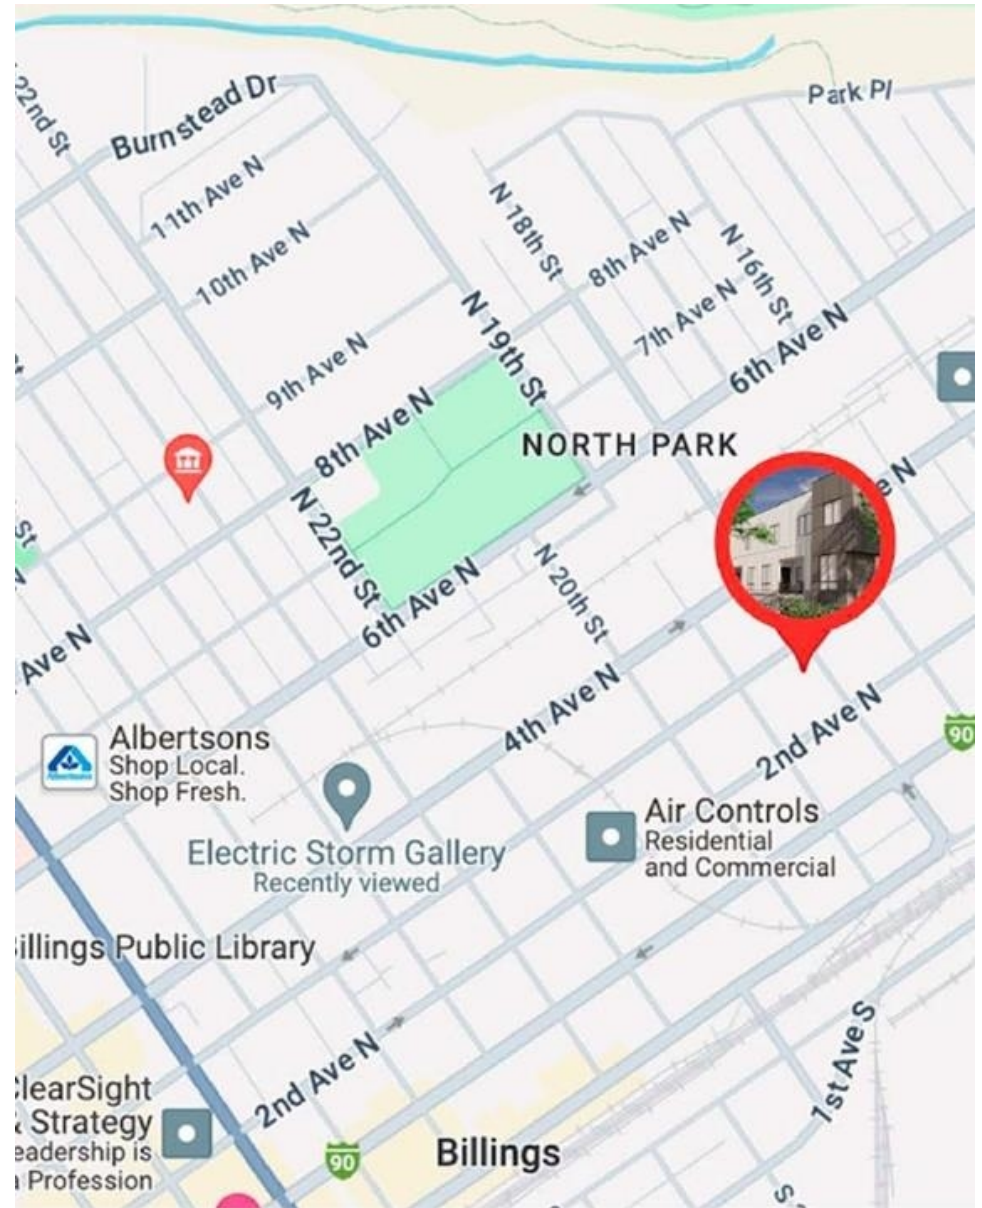 22nd St
Burnstead Dr
Park Pl
11th Ave N
10th Ave N
N 18th St
8th Ave N
N 16th St
7th Ave N
6th Ave N
N 19th St
9th Ave N
8th Ave N
NORTH PARK
N 22nd St
6th Ave N
N 20th St
St
N
Ave N
4th Ave N
2nd Ave N
90
Albertsons
Shop Local.
Shop Fresh.
Electric Storm Gallery
Recently viewed
Air Controls
Residential
and Commercial
illings Public Library
2nd Ave N
1st Ave S
learSight
& Strategy
eadership is
a Profession
90
Billings
S